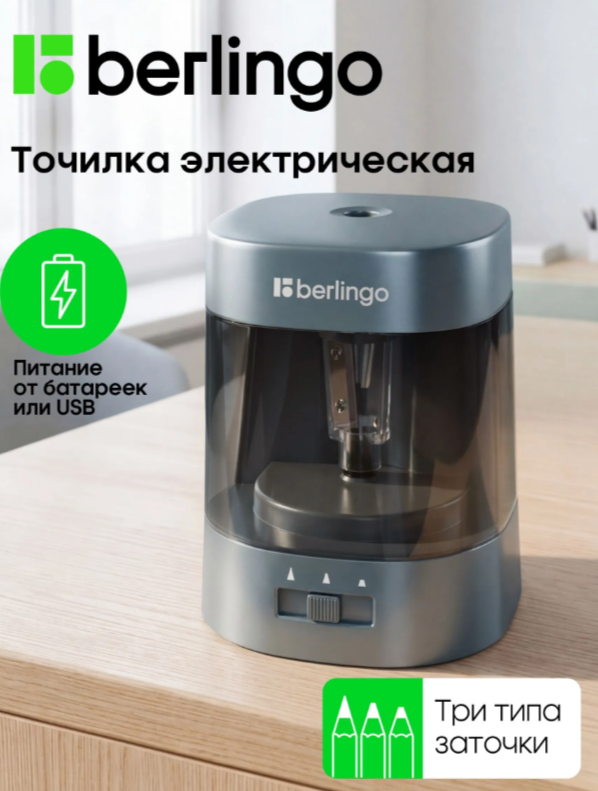 berlingo
Точилка электрическая
berlingo
Питание
от батареек
или USB
Три типа
заточки